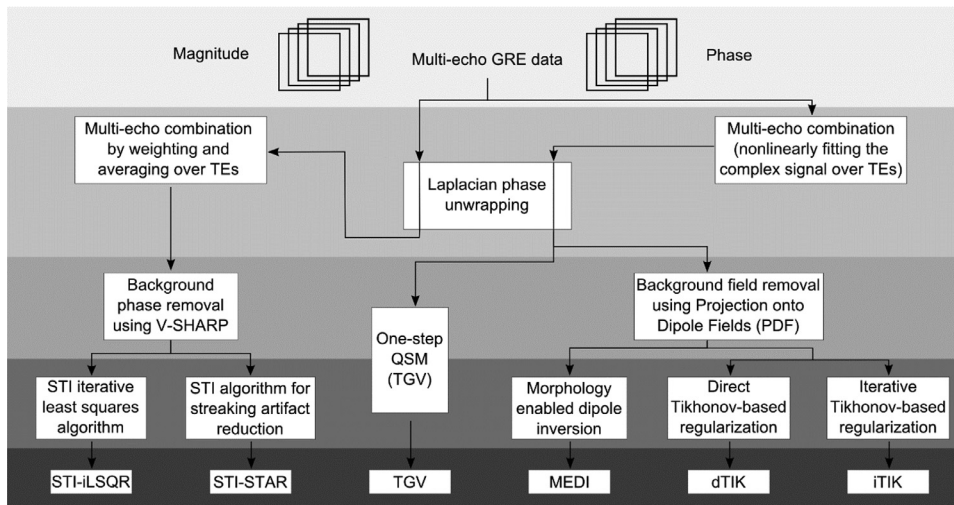 Magnitude
Multi-echo GRE data
Phase
Multi-echo combination
by weighting and
averaging over TEs
Laplacian phase
unwrapping
Multi-echo combination
(nonlinearly fitting the
complex signal over TEs)
Background
phase removal
using V-SHARP
One-step
QSM
(TGV)
Background field removal
using Projection onto
Dipole Fields (PDF)
STI iterative
least squares
algorithm
STI algorithm for
streaking artifact
reduction
Morphology
enabled dipole
inversion
Direct
Tikhonov-based
regularization
Iterative
Tikhonov-based
regularization
STI-iLSQR
STI-STAR
TGV
MEDI
dTIK
iTIK